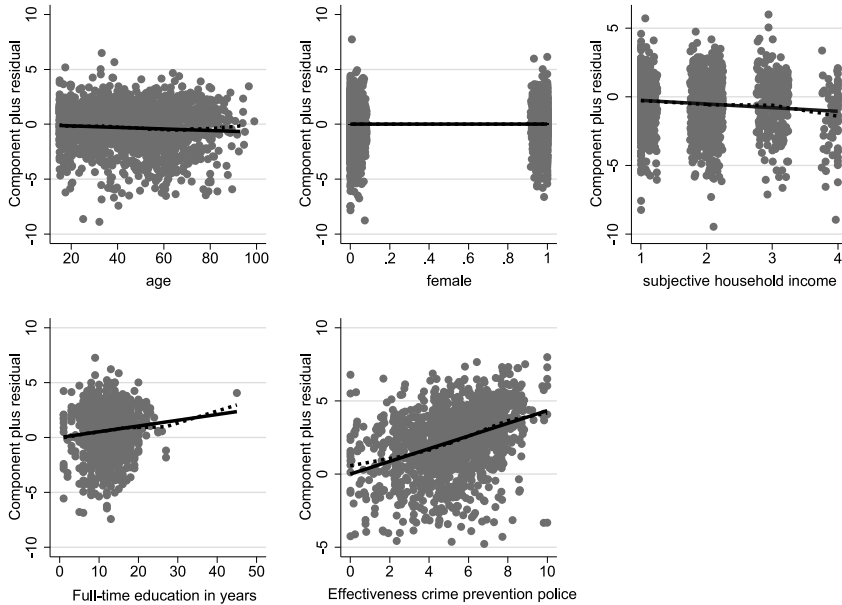 Component plus residual
10
5
0
-5
-10
20 40 60 80 100
age
Component plus residual
10
5
0
-5
-10
0 .2 .4 .6 .8 1
female
Component plus residual
5
0
-5
-10
1 2 3 4
subjective household income
Component plus residual
10
5
0
-5
-10
0 10 20 30 40 50
Full-time education in years
Component plus residual
10
5
0
-5
0 2 4 6 8 10
Effectiveness crime prevention police